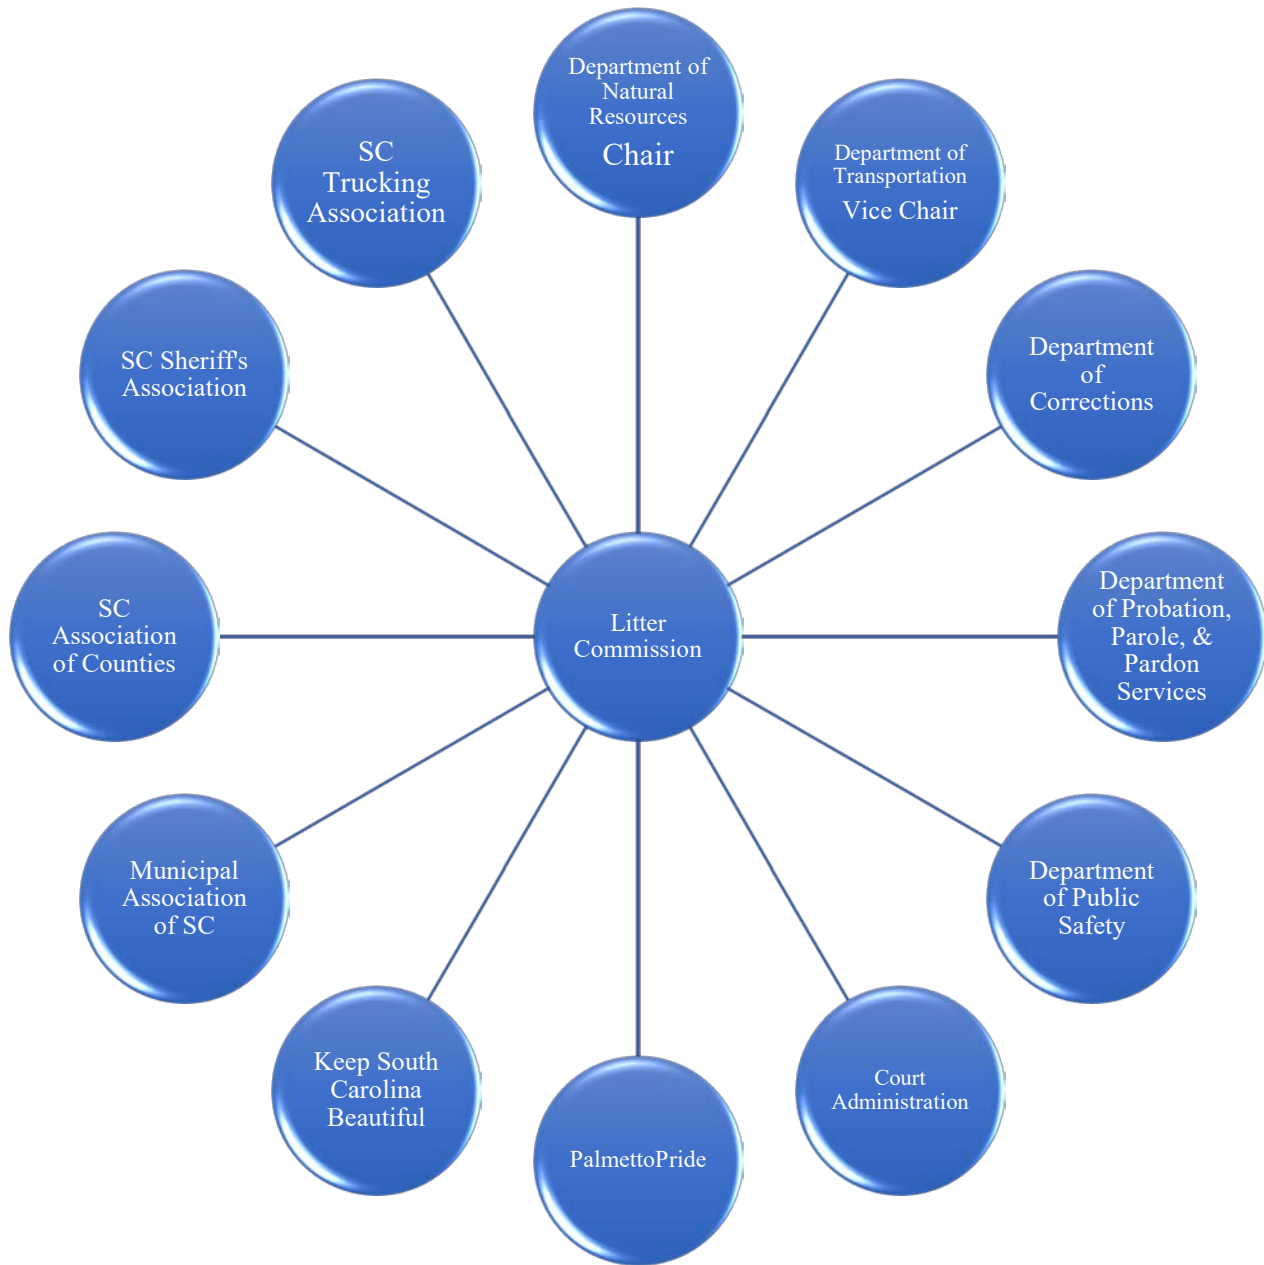 Department of
Natural
Resources
Chair
Department of
Transportation
Vice Chair
Department
of
Corrections
Department
of Probation,
Parole, &
Pardon
Services
Department
of Public
Safety
Court
Administration
PalmettoPride
Keep South
Carolina
Beautiful
Municipal
Association
of SC
SC
Association
of Counties
SC Sheriff's
Association
SC
Trucking
Association
Litter
Commission